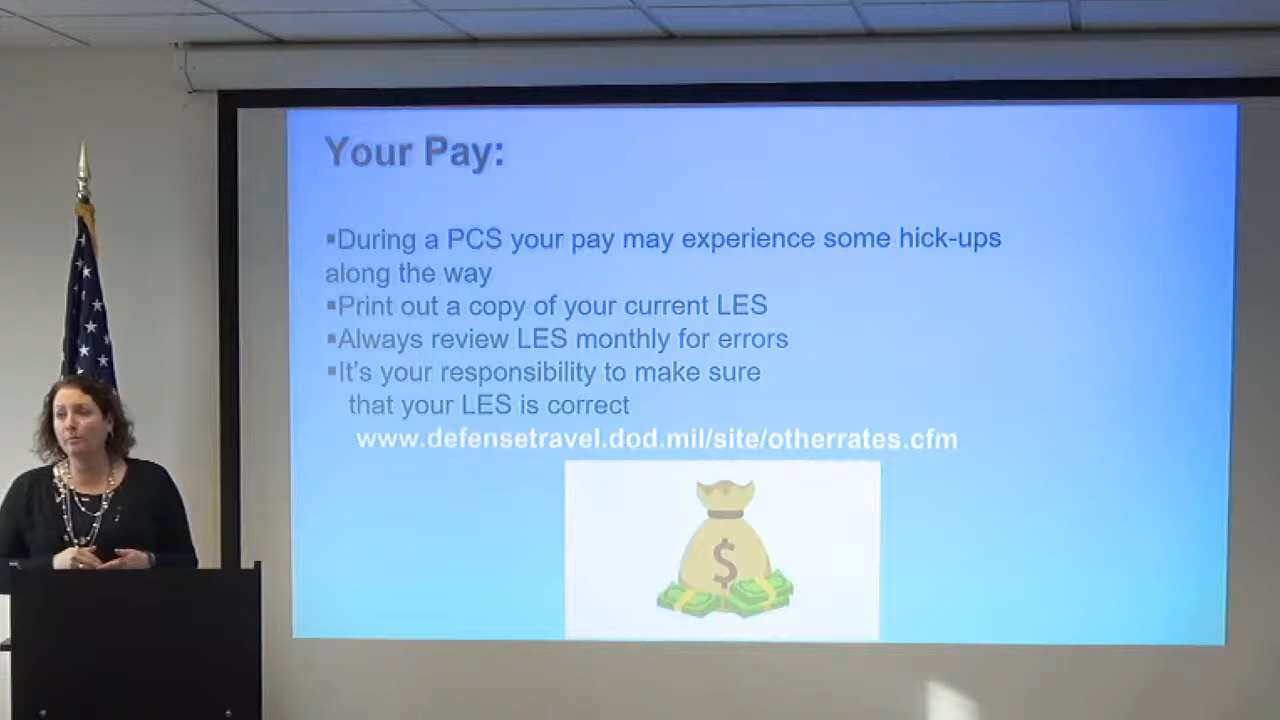 Your Pay:
▪During a PCS your pay may experience some hick-ups
along the way
▪Print out a copy of your current LES
▪Always review LES monthly for errors
▪It's your responsibility to make sure
that your LES is correct
www.defensetravel.dod.mil/site/otherrates.cfm
$